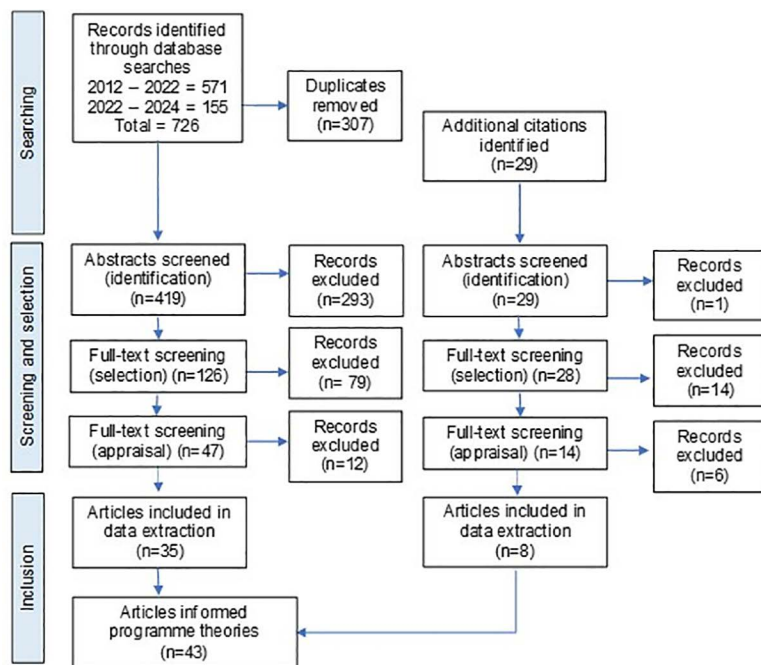 Searching
Records identified
through database
searches
2012 – 2022 = 571
2022 – 2024 = 155
Total = 726
Duplicates
removed
(n=307)
Additional citations
identified
(n=29)
Screening and selection
Abstracts screened
(identification)
(n=419)
Records
excluded
(n=293)
Abstracts screened
(identification)
(n=29)
Records
excluded
(n=1)
Full-text screening
(selection) (n=126)
Records
excluded
(n= 79)
Full-text screening
(selection) (n=28)
Records
excluded
(n=14)
Full-text screening
(appraisal) (n=47)
Records
excluded
(n=12)
Full-text screening
(appraisal) (n=14)
Records
excluded
(n=6)
Inclusion
Articles included in
data extraction
(n=35)
Articles included in
data extraction
(n=8)
Articles informed
programme theories
(n=43)